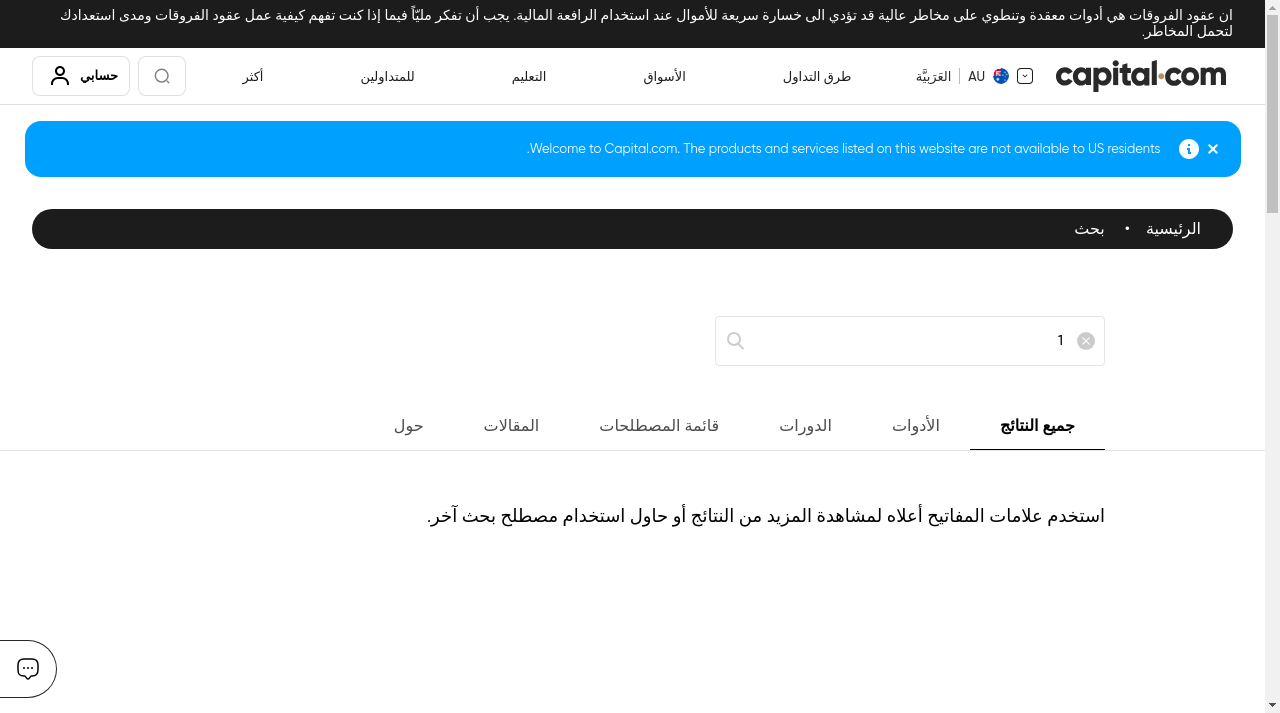 ان عقود الفروقات هي أدوات معقدة وتنطوي على مخاطر عالية قد تؤدي الى خسارة سريعة للأموال عند استخدام الرافعة المالية. يجب أن تفكر مليّاً فيما إذا كنت تفهم كيفية عمل عقود الفروقات ومدى استعدادك
لتحمل المخاطر.
capital.com
AU
العَرَبِيَّة
طرق التداول
الأسواق
التعليم
للمتداولين
أكثر
حسابي
Welcome to Capital.com. The products and services listed on this website are not available to US residents.
الرئيسية • بحث
1
جميع النتائج
الأدوات
الدورات
قائمة المصطلحات
المقالات
حول
استخدم علامات المفاتيح أعلاه لمشاهدة المزيد من النتائج أو حاول استخدام مصطلح بحث آخر.